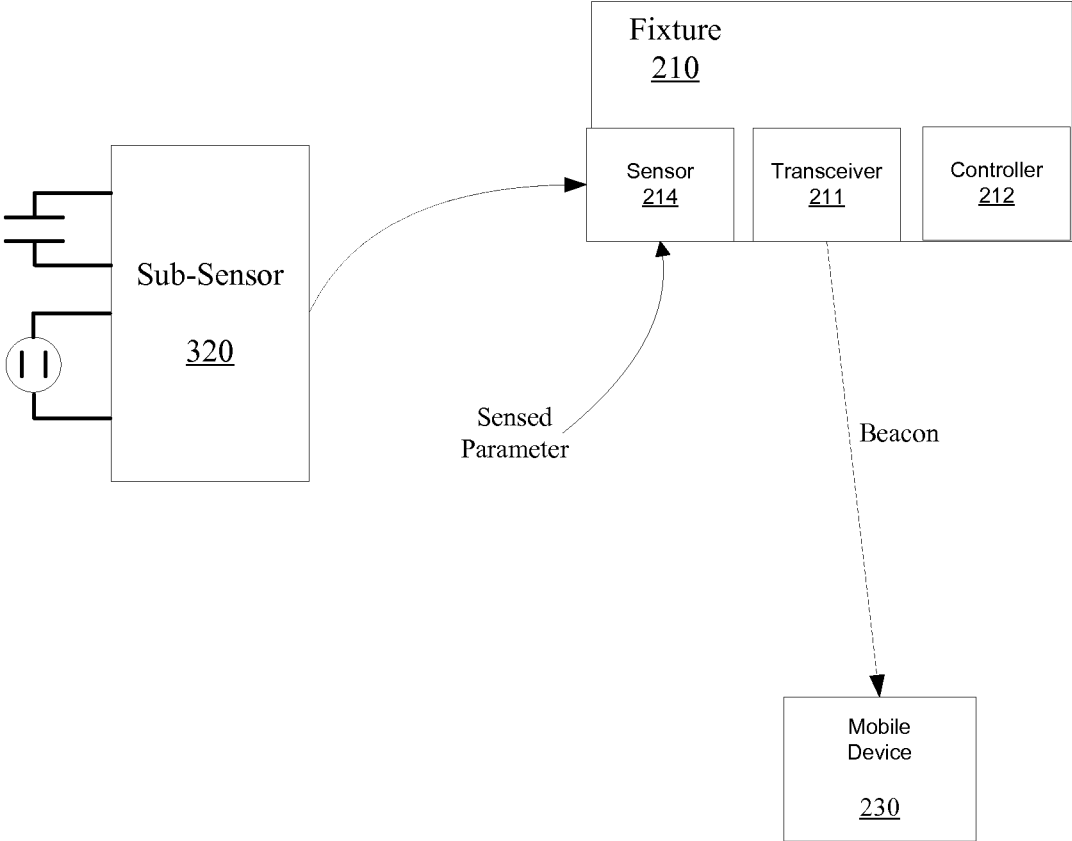 Fixture
210
Sensor
214
Transceiver
211
Controller
212
Sub-Sensor
320
Sensed
Parameter
Beacon
Mobile
Device
230